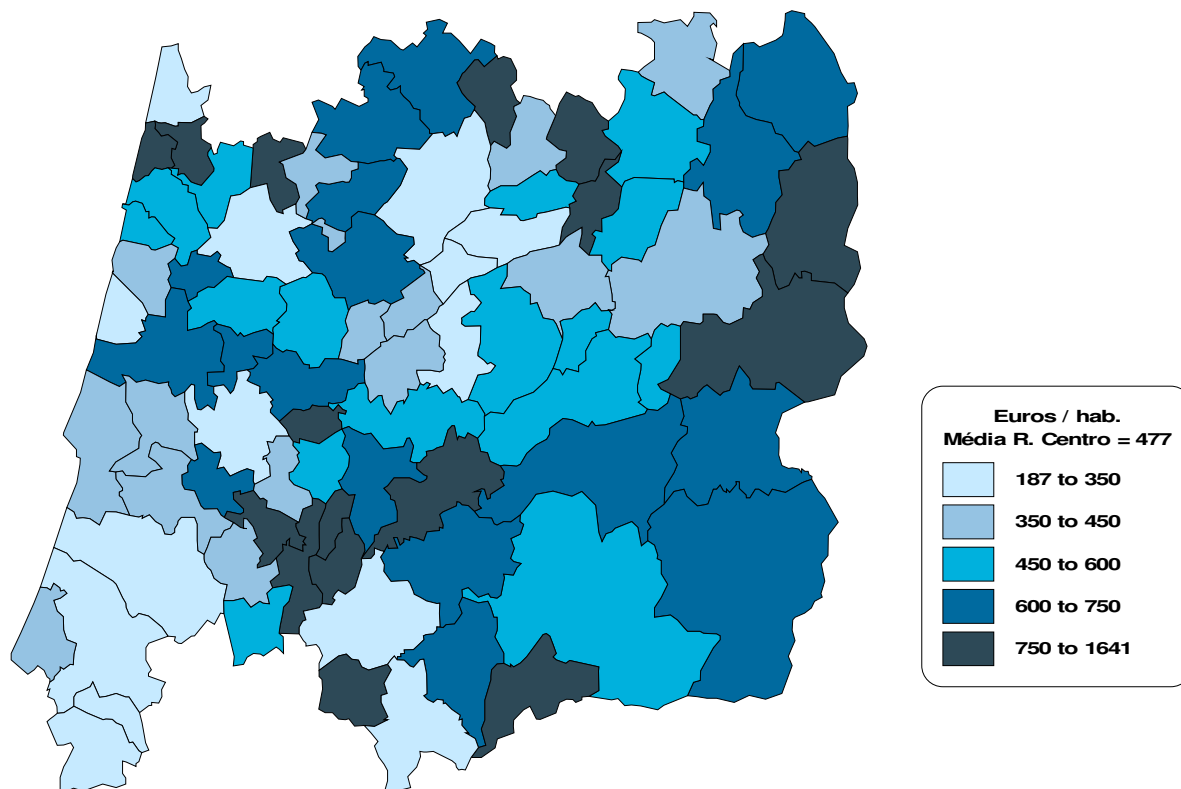 Euros / hab.
Média R. Centro = 477
187 to 350
350 to 450
450 to 600
600 to 750
750 to 1641